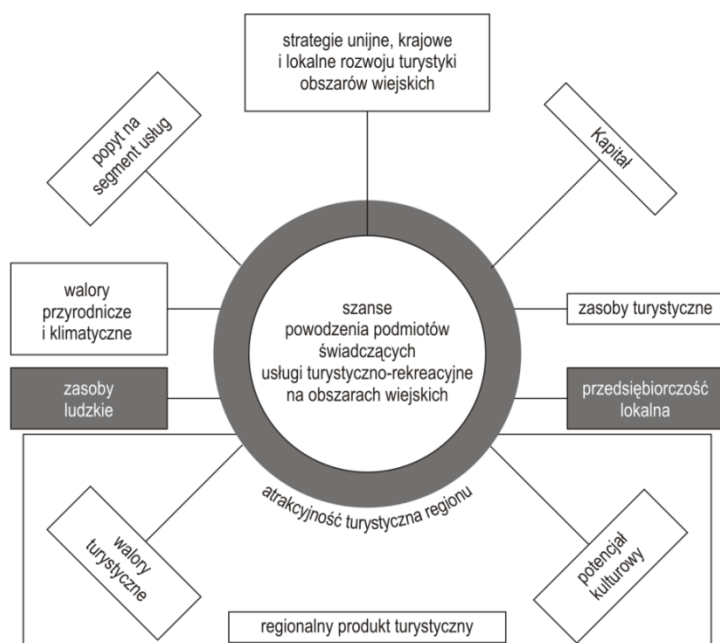 strategie unijne, krajowe
i lokalne rozwoju turystyki
obszarów wiejskich
popyt na
segment usług
Kapitał
walory
przyrodnicze
i klimatyczne
szanse
powodzenia podmiotów
świadczących
usługi turystyczno-rekreacyjne
na obszarach wiejskich
zasoby turystyczne
zasoby
ludzkie
przedsiębiorczość
lokalna
atrakcyjność turystyczna regionu
walory
turystyczne
potencjał
kulturowy
regionalny produkt turystyczny